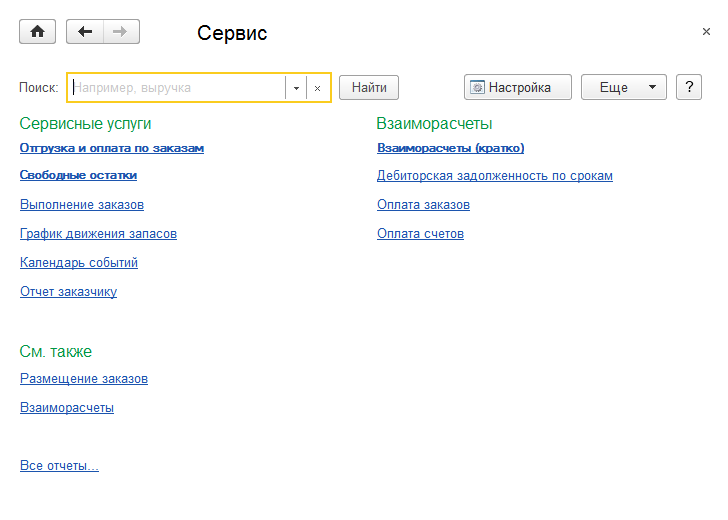 Сервис
Поиск:
Например, выручка
Найти
Настройка
Еще
?
Сервисные услуги
Отгрузка и оплата по заказам
Свободные остатки
Выполнение заказов
График движения запасов
Календарь событий
Отчет заказчику
Взаиморасчеты
Взаиморасчеты (кратко)
Дебиторская задолженность по срокам
Оплата заказов
Оплата счетов
См. также
Размещение заказов
Взаиморасчеты
Все отчеты...